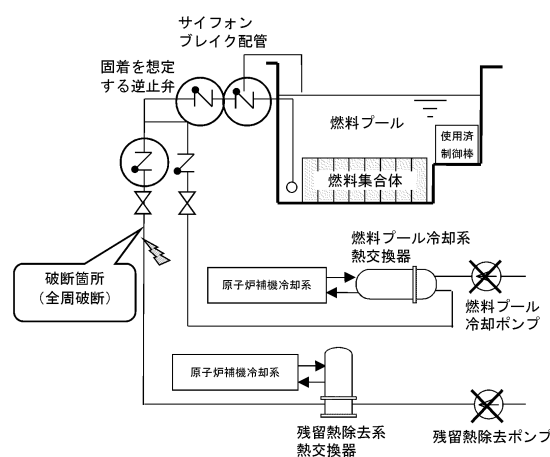 サイフォン
ブレイク配管
固着を想定
する逆止弁
燃料プール
使用済
制御棒
燃料集合体
破断箇所
(全周破断)
燃料プール冷却系
熱交換器
原子炉補機冷却系
燃料プール
冷却ポンプ
原子炉補機冷却系
残留熱除去系
熱交換器
残留熱除去ポンプ